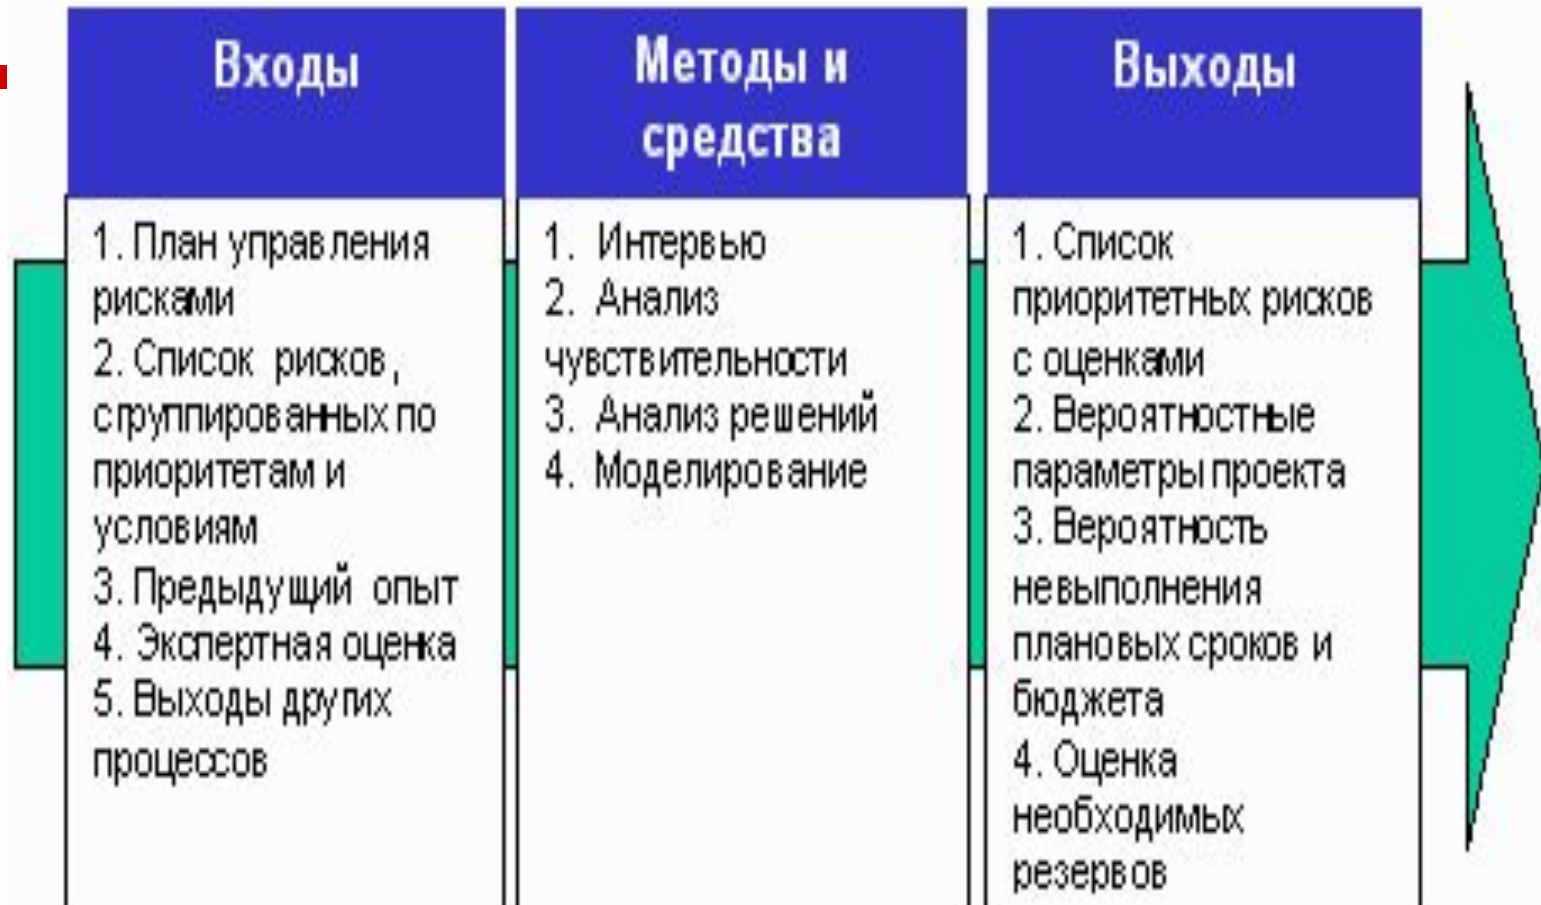 Входы
1. План управления
рисками
2. Список рисков,
сгруппированных по
приоритетам и
условиям
3. Предыдущий опыт
4. Экспертная оценка
5. Выходы других
процессов
Методы и
средства
1. Интервью
2. Анализ
чувствительности
3. Анализ решений
4. Моделирование
Выходы
1. Список
приоритетных рисков
с оценками
2. Вероятностные
параметры проекта
3. Вероятность
невыполнения
плановых сроков и
бюджета
4. Оценка
необходимых
резервов